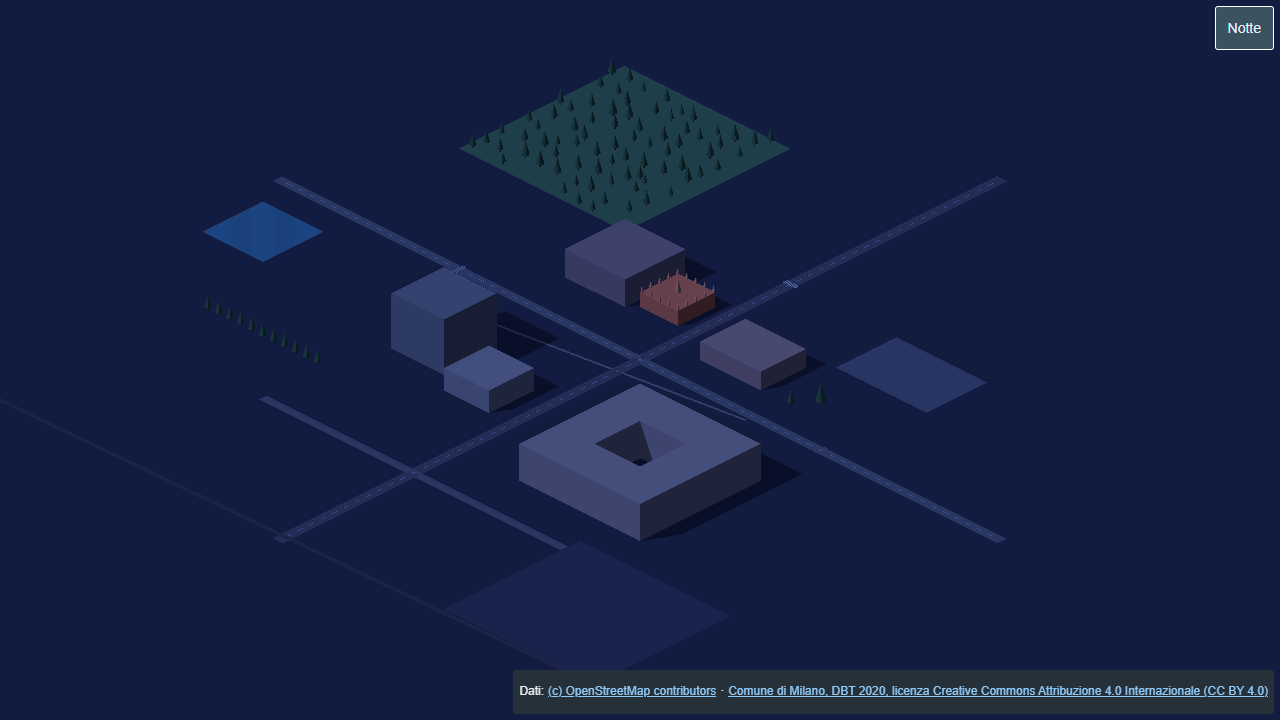 Notte
Dati: (c) OpenStreetMap contributors · Comune di Milano, DBT 2020, licenza Creative Commons Attribuzione 4.0 Internazionale (CC BY 4.0)